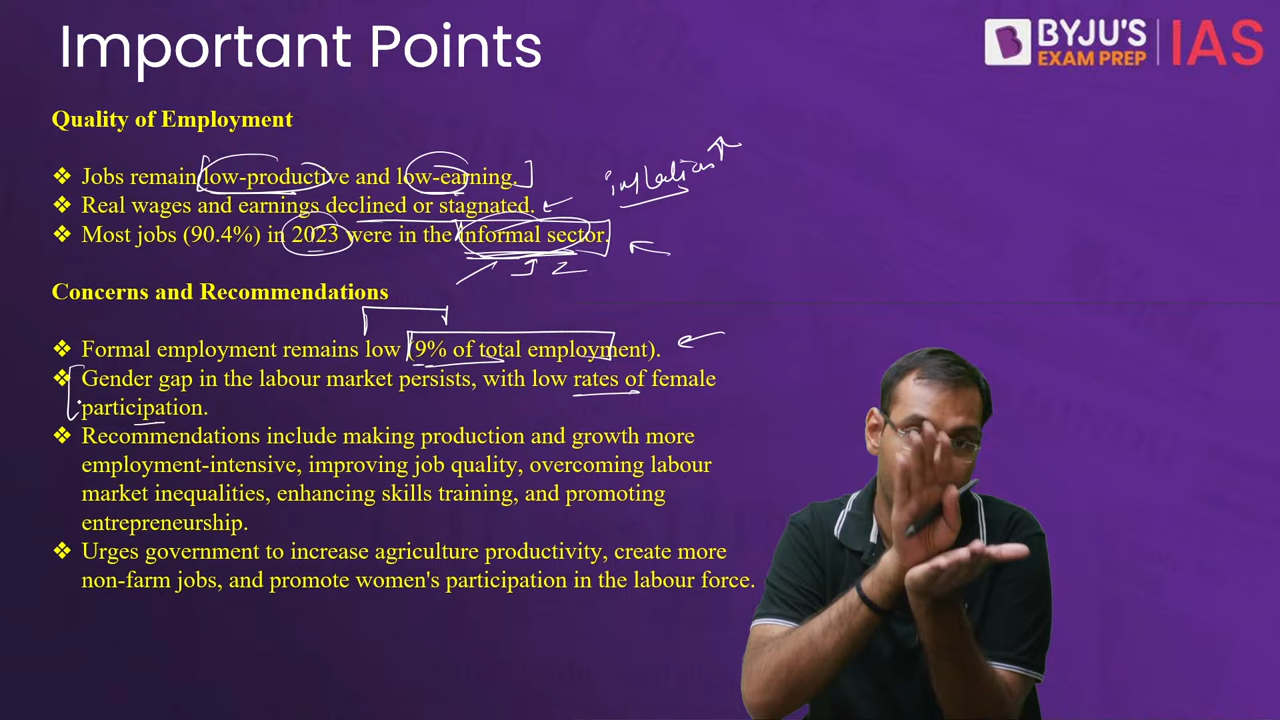 Important Points
BYJU'S
EXAM PREP
IAS
Quality of Employment
❖ Jobs remain low-productive and low-earning.
inflation
❖ Real wages and earnings declined or stagnated.
❖ Most jobs (90.4%) in 2023 were in the informal sector.
Concerns and Recommendations
❖ Formal employment remains low (9% of total employment).
❖ Gender gap in the labour market persists, with low rates of female
participation.
❖ Recommendations include making production and growth more
employment-intensive, improving job quality, overcoming labour
market inequalities, enhancing skills training, and promoting
entrepreneurship.
❖ Urges government to increase agriculture productivity, create more
non-farm jobs, and promote women's participation in the labour force.